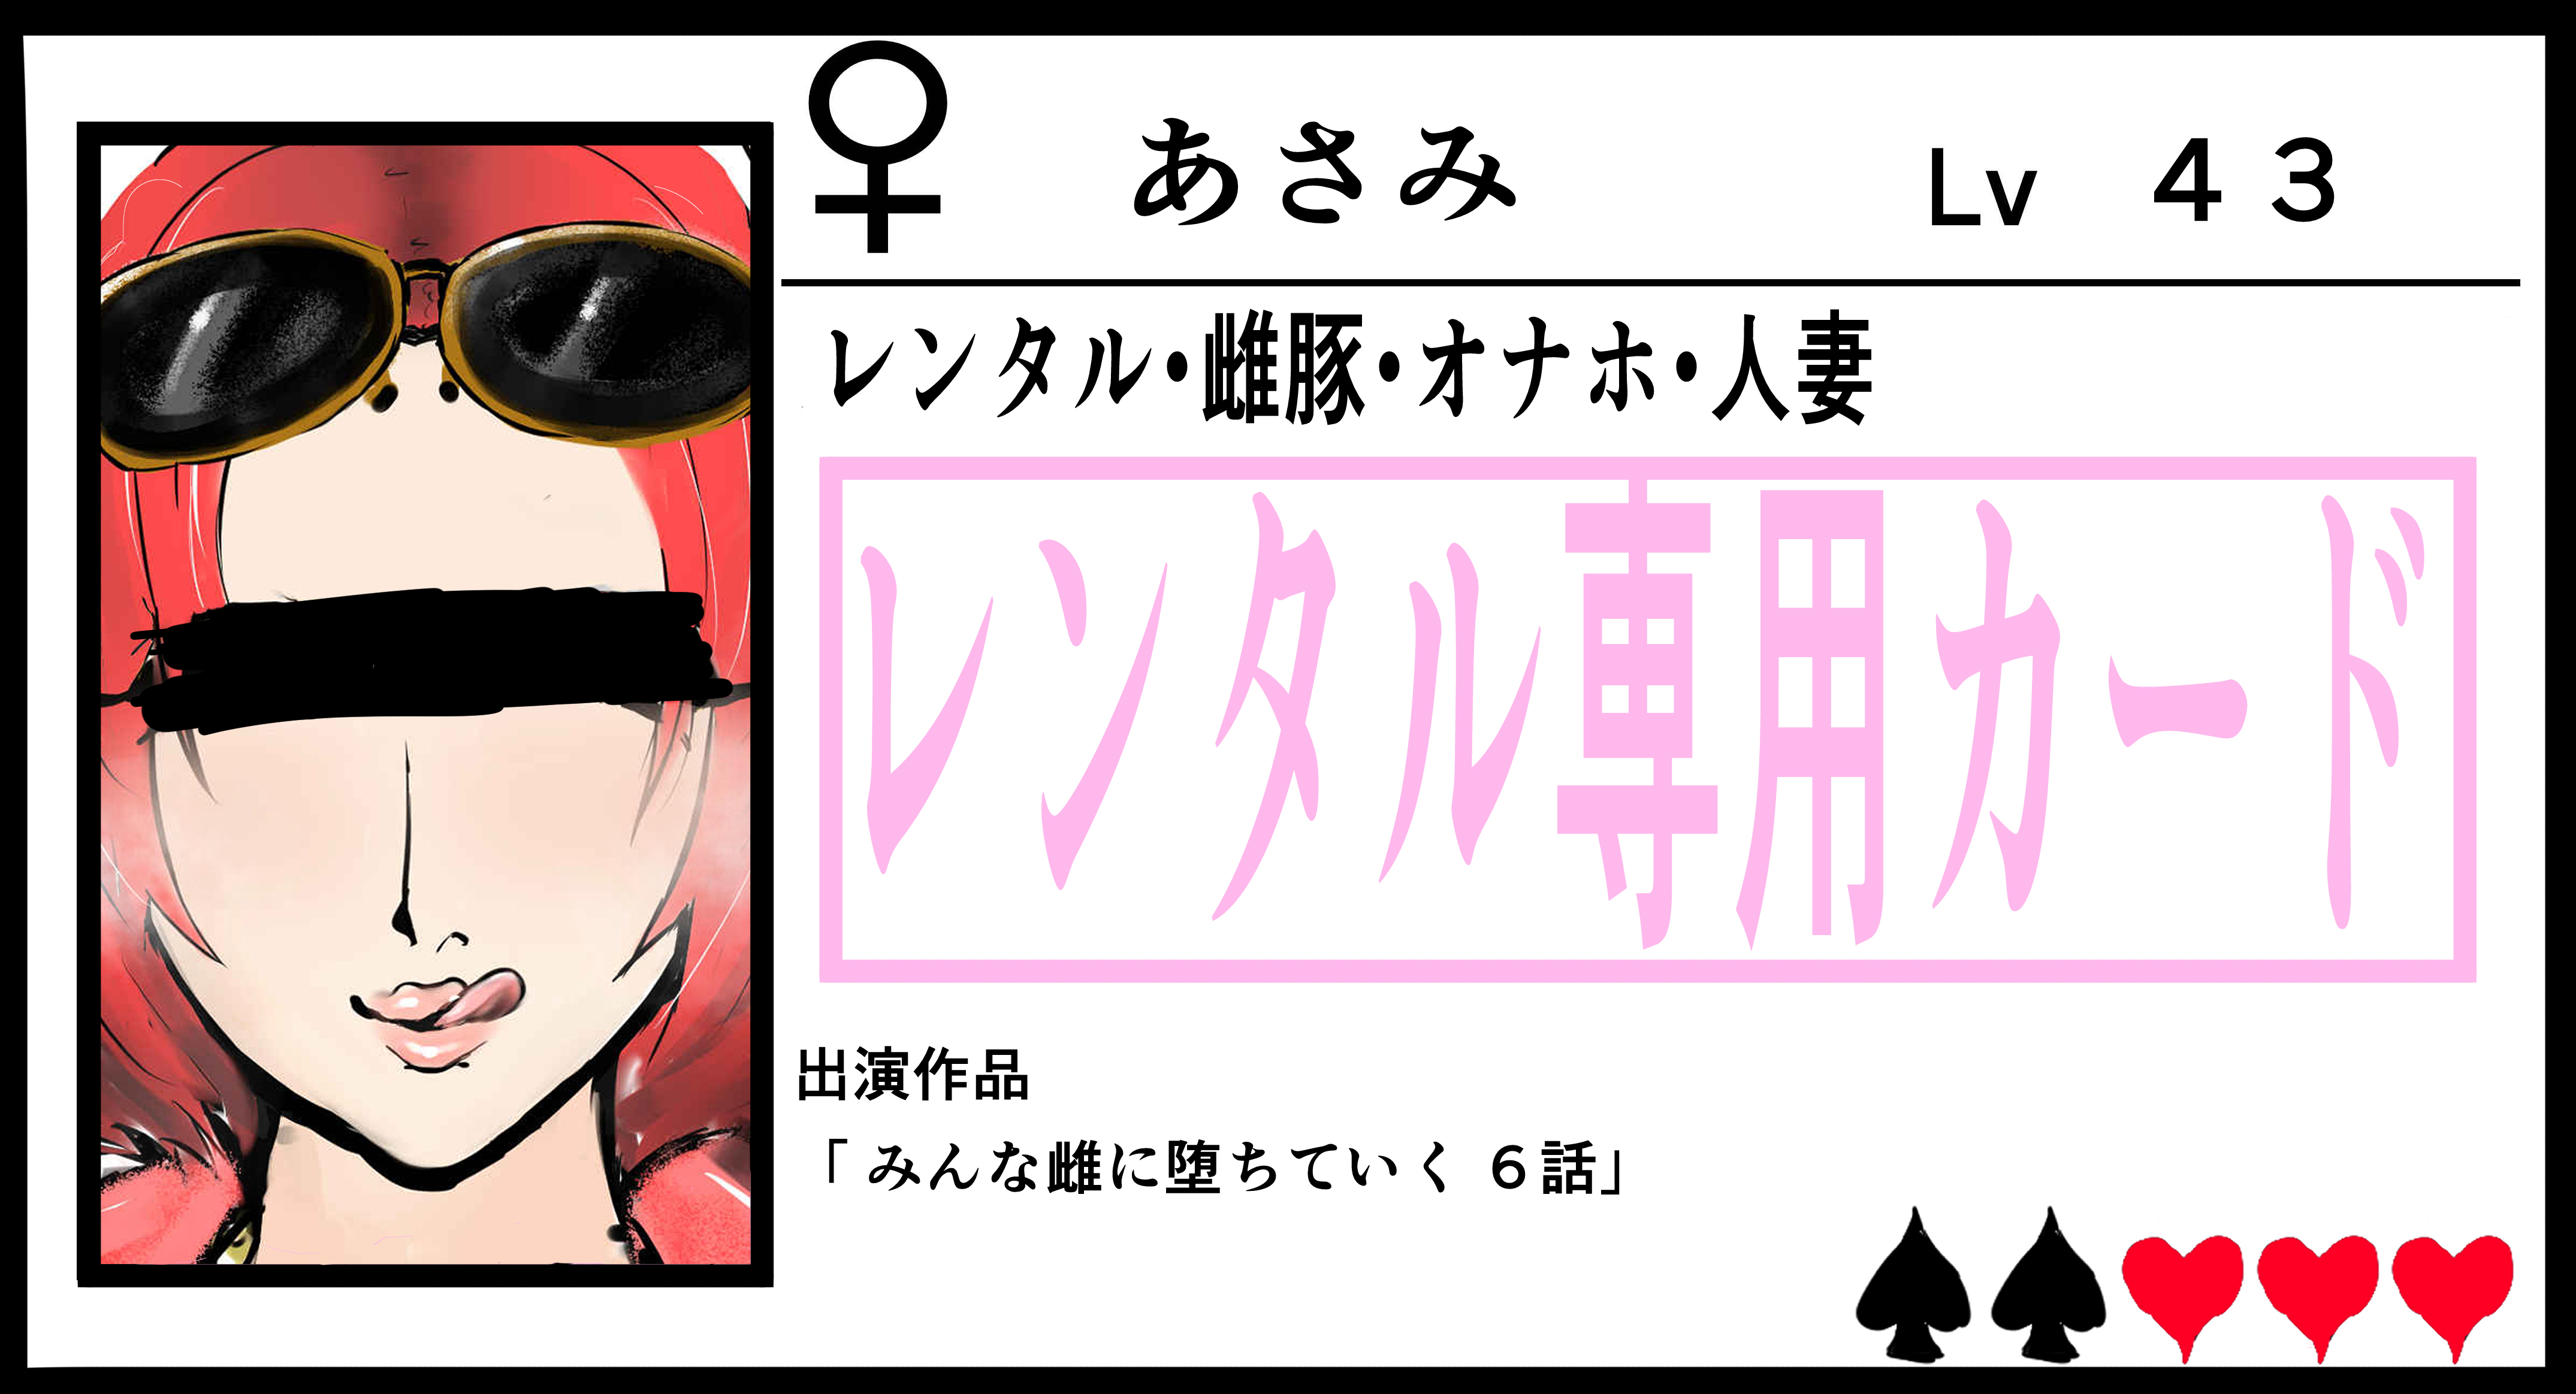 ♀ あさみ Lv 43
レンタル・雌豚・オナホ・人妻
レンタル専用カード
出演作品
「みんな雌に堕ちていく 6話」